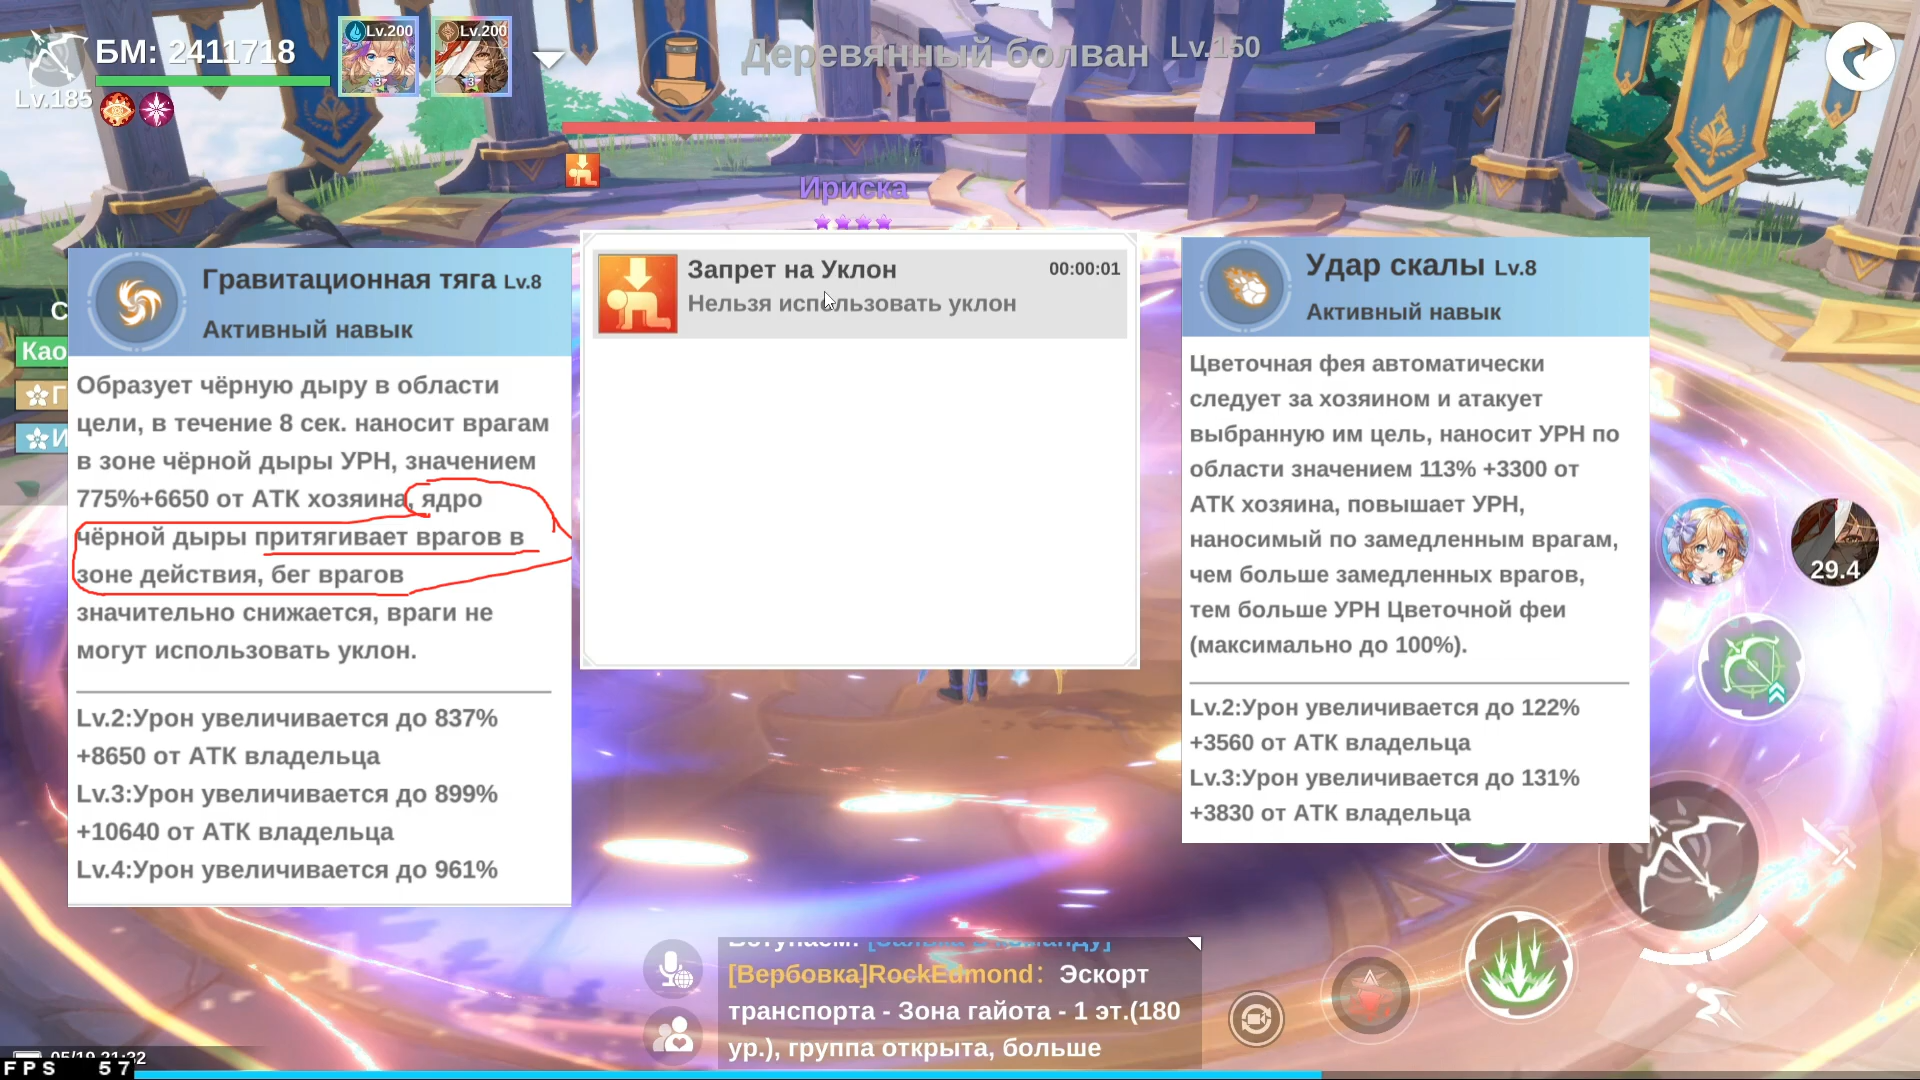 БМ: 2411718
Lv.185
Lv.200
Lv.200
Деревянный болван Lv.150
Ириска
Као
Гравитационная тяга Lv.8
Активный навык
Образует чёрную дыру в области
цели, в течение 8 сек. наносит врагам
в зоне чёрной дыры УРН, значением
775%+6650 от АТК хозяина, ядро
чёрной дыры притягивает врагов в
зоне действия, бег врагов
значительно снижается, враги не
могут использовать уклон.
Lv.2:Урон увеличивается до 837%
+8650 от АТК владельца
Lv.3:Урон увеличивается до 899%
+10640 от АТК владельца
Lv.4:Урон увеличивается до 961%
Запрет на Уклон 00:00:01
Нельзя использовать уклон
Удар скалы Lv.8
Активный навык
Цветочная фея автоматически
следует за хозяином и атакует
выбранную им цель, наносит УРН по
области значением 113% +3300 от
АТК хозяина, повышает УРН,
наносимый по замедленным врагам,
чем больше замедленных врагов,
тем больше УРН Цветочной феи
(максимально до 100%).
Lv.2:Урон увеличивается до 122%
+3560 от АТК владельца
Lv.3:Урон увеличивается до 131%
+3830 от АТК владельца
29.4
[Вербовка]RockEdmond: Эскорт
транспорта - Зона гайота - 1 эт.(180
ур.), группа открыта, больше
05/19 21:32
FPS 57